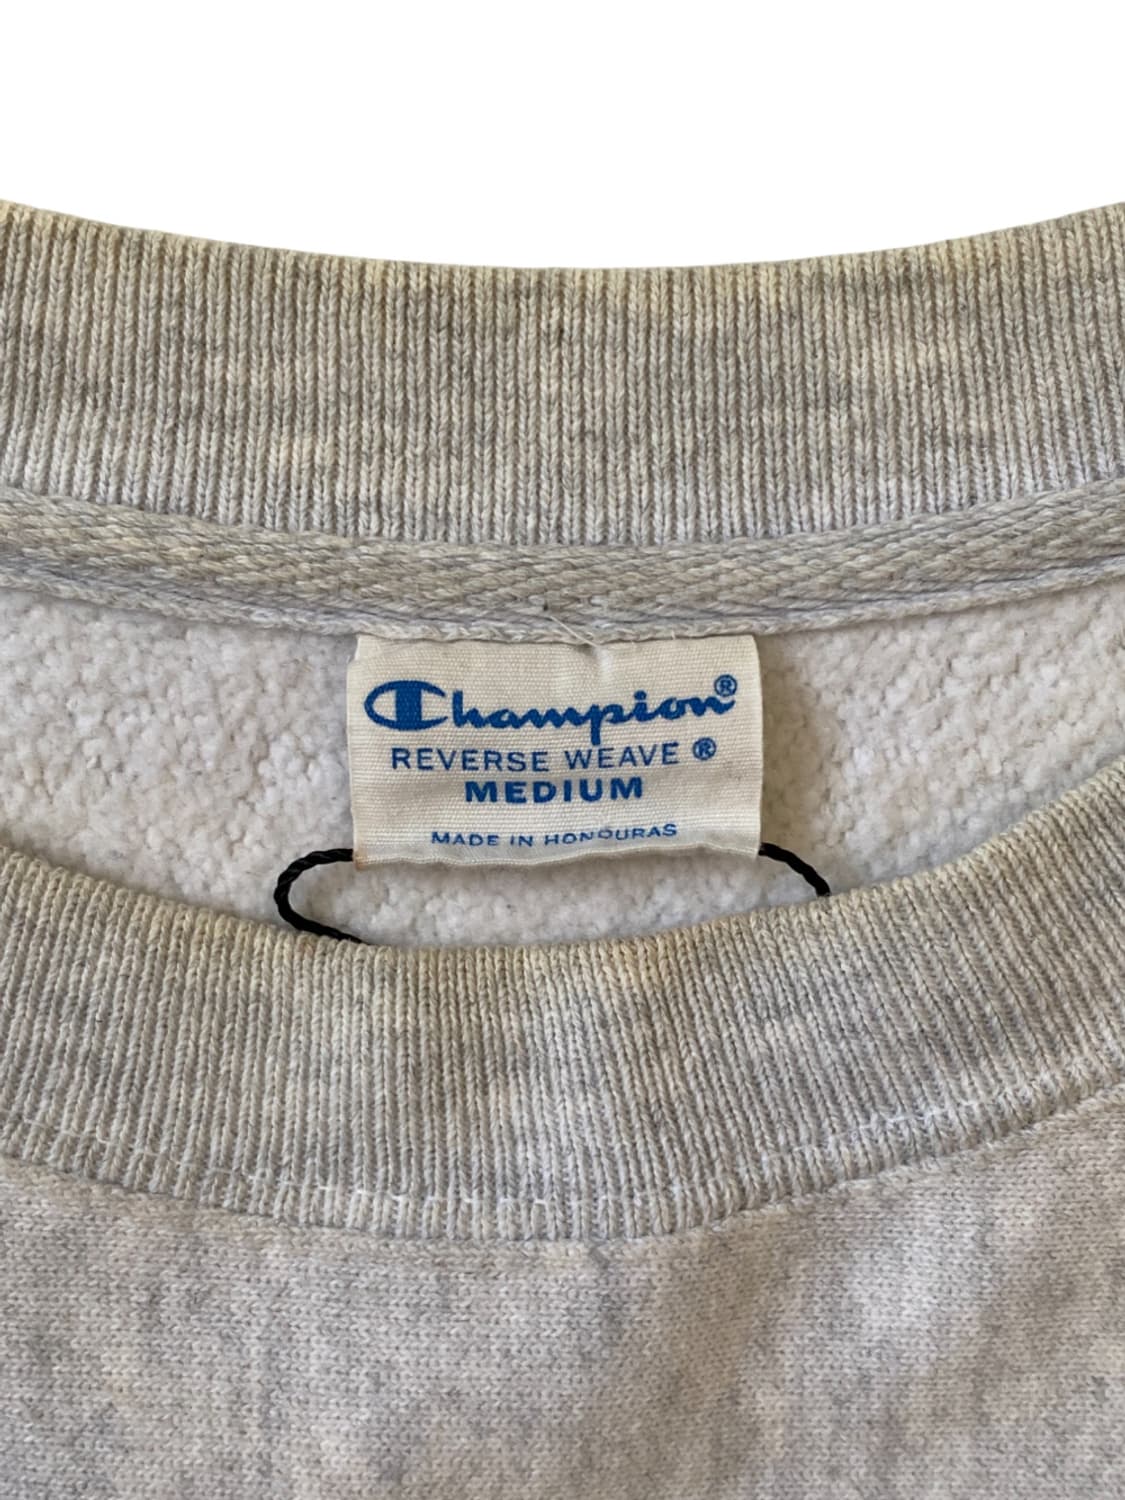 Champion®
REVERSE WEAVE ®
MEDIUM
MADE IN HONDURAS